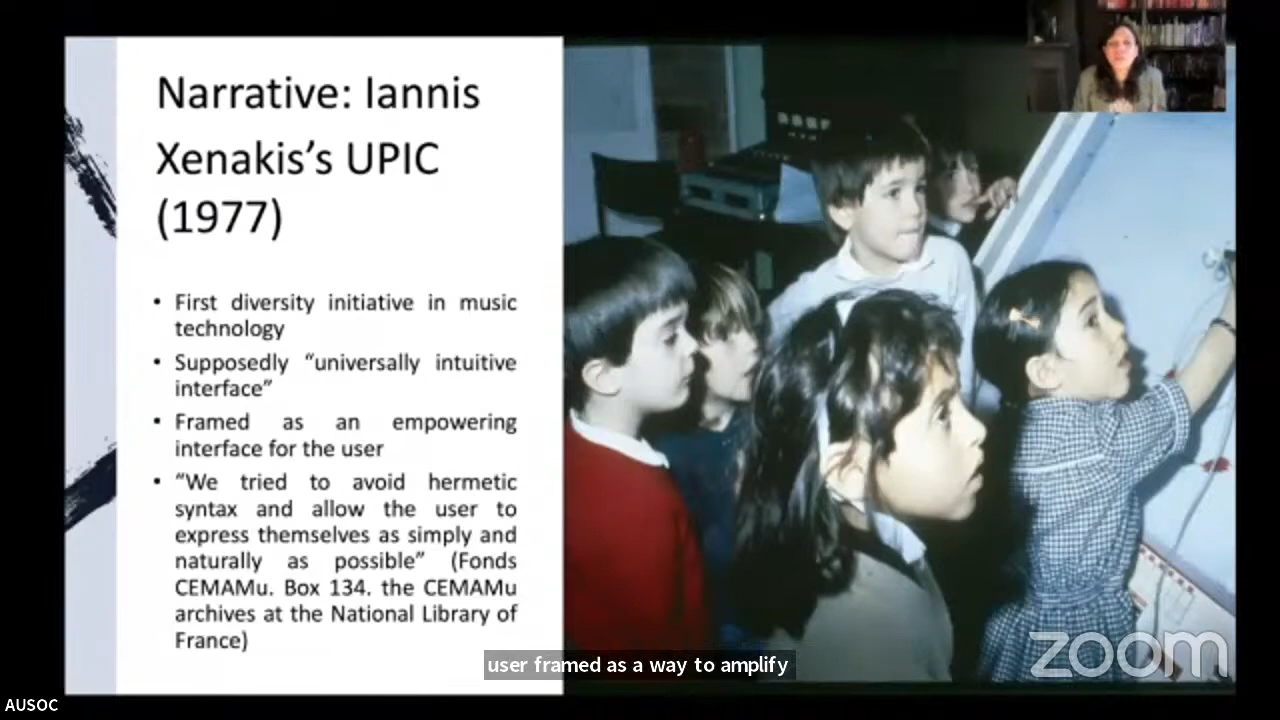 Narrative: Iannis
Xenakis’s UPIC
(1977)
• First diversity initiative in music
technology
• Supposedly “universally intuitive
interface”
• Framed as an empowering
interface for the user
• “We tried to avoid hermetic
syntax and allow the user to
express themselves as simply and
naturally as possible” (Fonds
CEMAMu. Box 134. the CEMAMu
archives at the National Library of
France)
user framed as a way to amplify
zoom
AUSOC